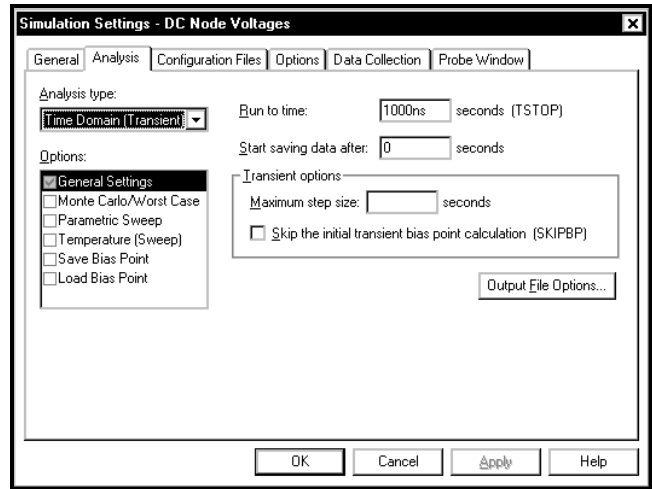 Simulation Settings - DC Node Voltages
General Analysis Configuration Files Options Data Collection Probe Window
Analysis type:
Time Domain (Transient)
Options:
General Settings
Monte Carlo/Worst Case
Parametric Sweep
Temperature (Sweep)
Save Bias Point
Load Bias Point
Run to time: 1000ns seconds (TSTOP)
Start saving data after: 0 seconds
Transient options
Maximum step size: seconds
Skip the initial transient bias point calculation (SKIPBP)
Output File Options...
OK Cancel Apply Help